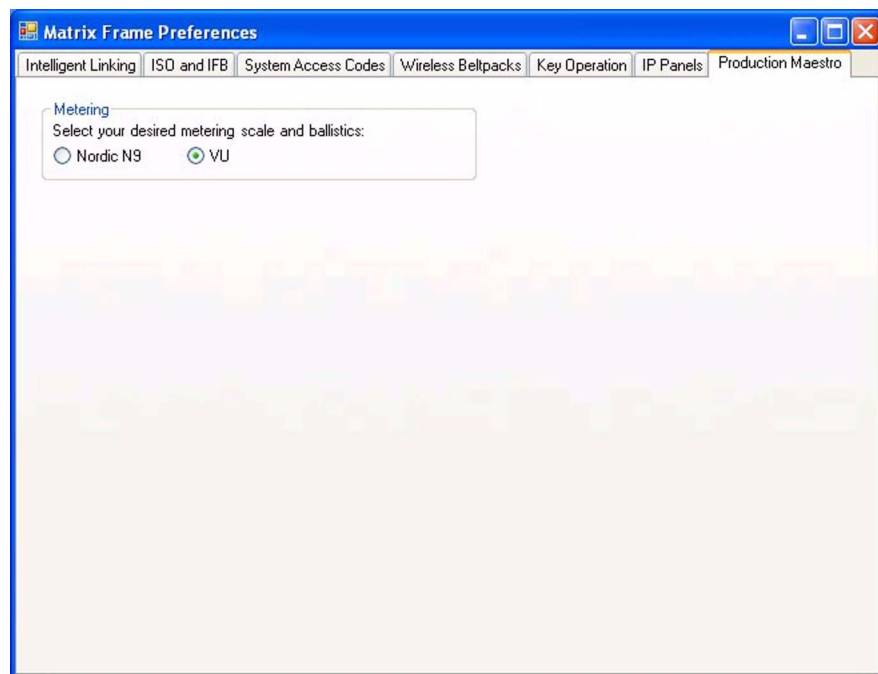 Matrix Frame Preferences
Intelligent Linking ISO and IFB System Access Codes Wireless Beltpacks Key Operation IP Panels Production Maestro
Metering
Select your desired metering scale and ballistics:
Nordic N9 VU